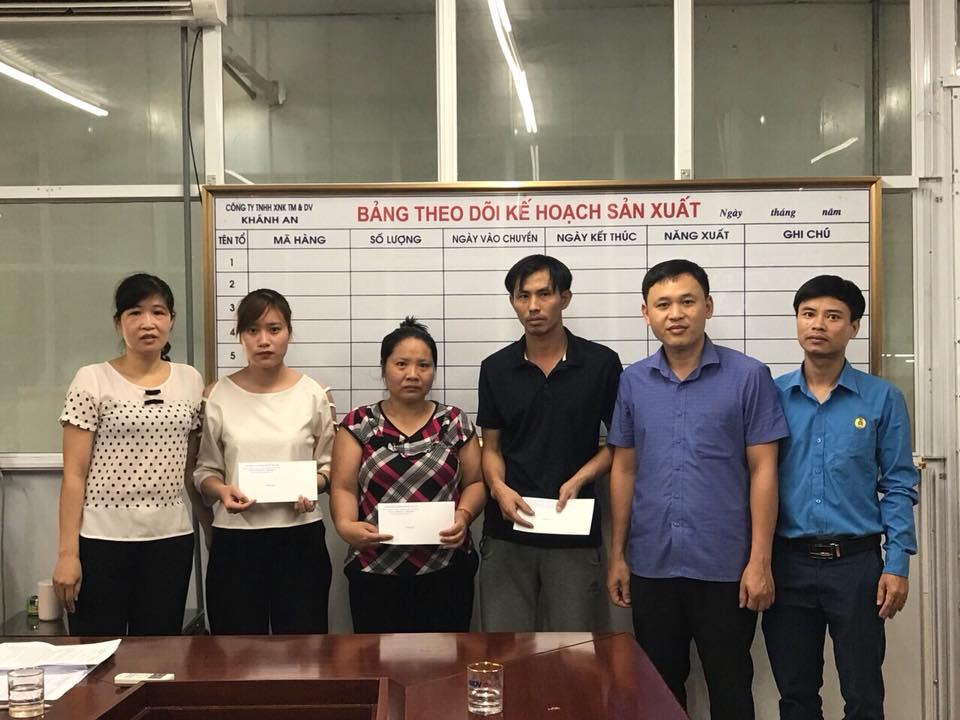 CÔNG TY TNHH XNK TM & DV
KHÁNH AN
BẢNG THEO DÕI KẾ HOẠCH SẢN XUẤT
Ngày tháng năm
TÊN TỔ MÃ HÀNG SỐ LƯỢNG NGÀY VÀO CHUYỀN NGÀY KẾT THÚC NĂNG XUẤT GHI CHÚ
1
2
3
4
5